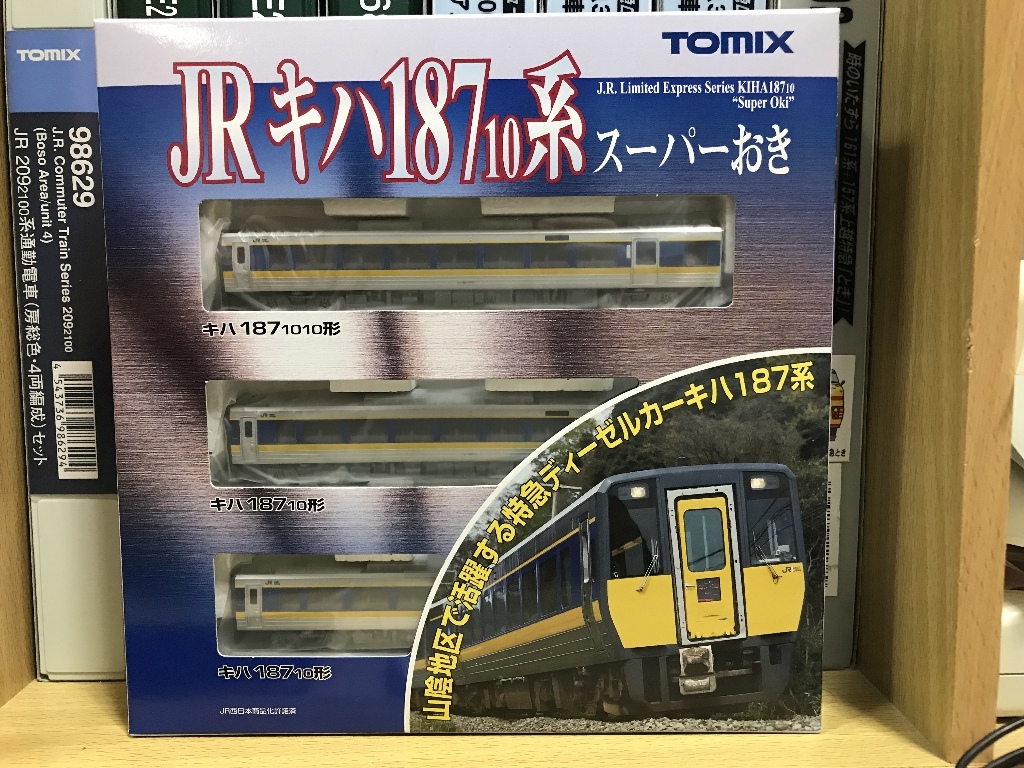 TOMIX
JRキハ187₁₀系
J.R. Limited Express Series KIHA187₁₀
"Super Oki"
スーパーおき
キハ187₁₀₁₀形
キハ187₁₀形
キハ187₁₀形
山陰地区で活躍する特急ディーゼルカーキハ187系
JR西日本商品化許諾済
TOMIX
98629
J.R. Commuter Train Series 209₂₁₀₀
(Boso Area/unit 4)
JR 209₂₁₀₀系通勤電車(房総色・4両編成)セット
4543736986294